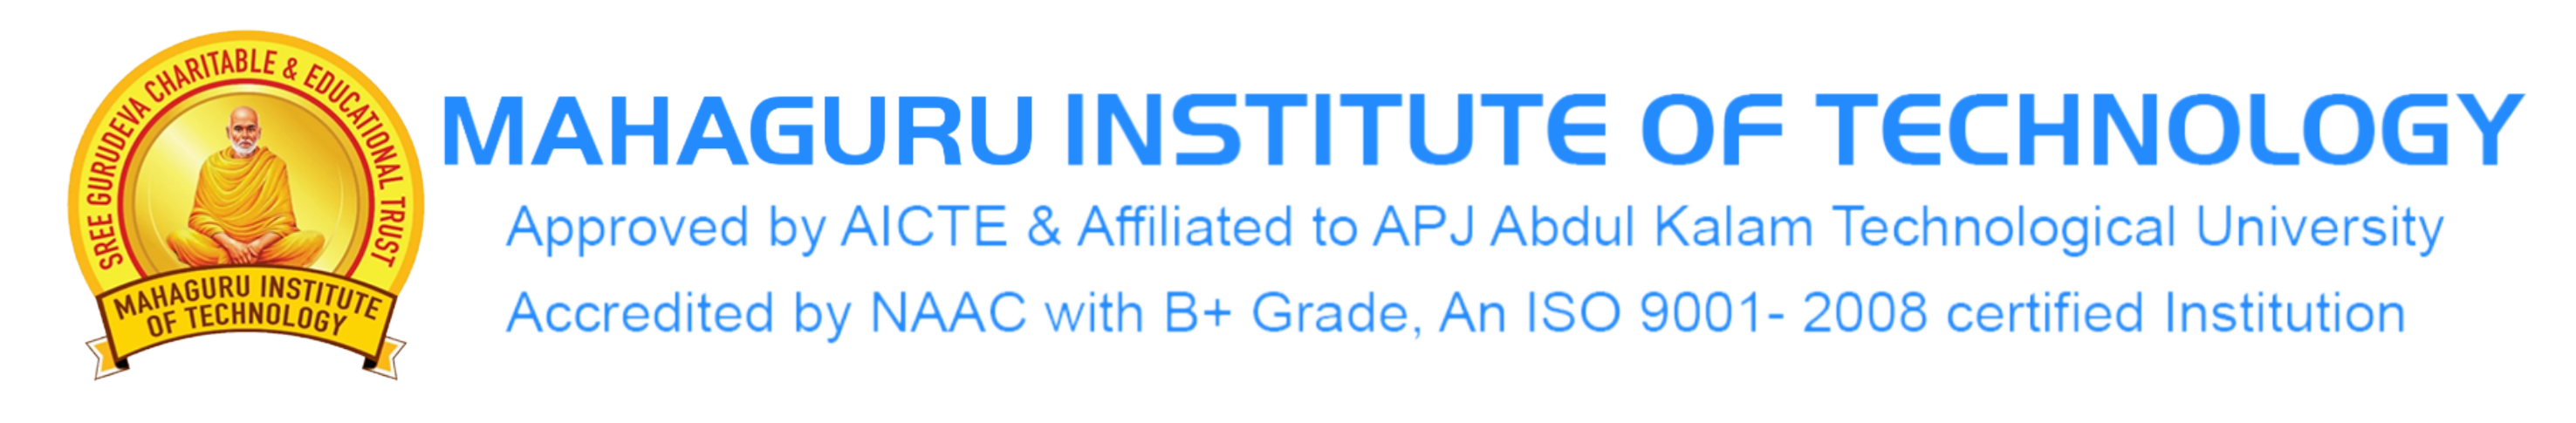 SREE GURUDEVA CHARITABLE & EDUCATIONAL TRUST
MAHAGURU INSTITUTE
OF TECHNOLOGY
MAHAGURU INSTITUTE OF TECHNOLOGY
Approved by AICTE & Affiliated to APJ Abdul Kalam Technological University
Accredited by NAAC with B+ Grade, An ISO 9001- 2008 certified Institution